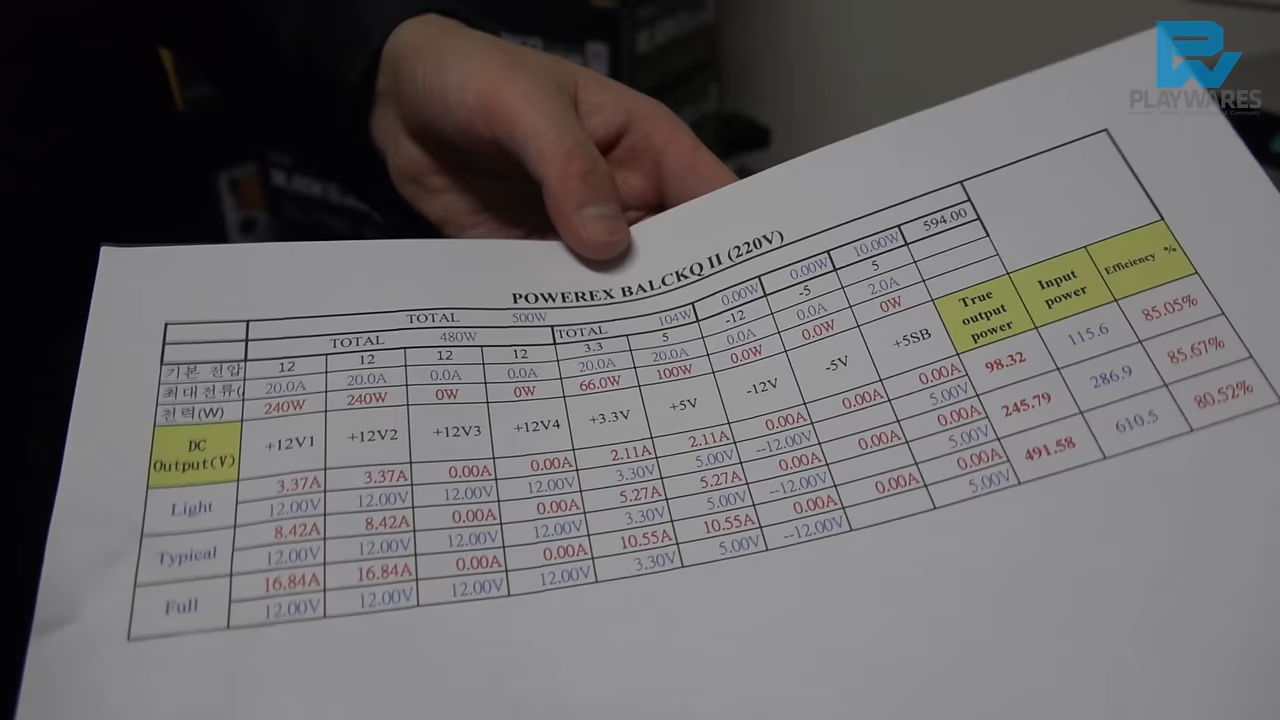 PLAYWARES
POWEREX BALCKQ II (220V)
TOTAL 500W
TOTAL 480W TOTAL 104W 0.00W 0.00W 10.00W 594.00
기본 전압 12 12 12 12 3.3 5 -12 -5 5
최대전류( 20.0A 20.0A 0.0A 0.0A 20.0A 20.0A 0.0A 0.0A 2.0A
전력(W) 240W 240W 0W 0W 66.0W 100W 0.0W 0.0W 0W
DC Output(V) +12V1 +12V2 +12V3 +12V4 +3.3V +5V -12V -5V +5SB True output power Input power Efficiency %
Light 3.37A 3.37A 0.00A 0.00A 2.11A 2.11A 0.00A 0.00A 0.00A 98.32 115.6 85.05%
12.00V 12.00V 12.00V 12.00V 3.30V 5.00V --12.00V 5.00V
Typical 8.42A 8.42A 0.00A 0.00A 5.27A 5.27A 0.00A 0.00A 0.00A 245.79 286.9 85.67%
12.00V 12.00V 12.00V 12.00V 3.30V 5.00V --12.00V 5.00V
Full 16.84A 16.84A 0.00A 0.00A 10.55A 10.55A 0.00A 0.00A 0.00A 491.58 610.5 80.52%
12.00V 12.00V 12.00V 12.00V 3.30V 5.00V --12.00V 5.00V